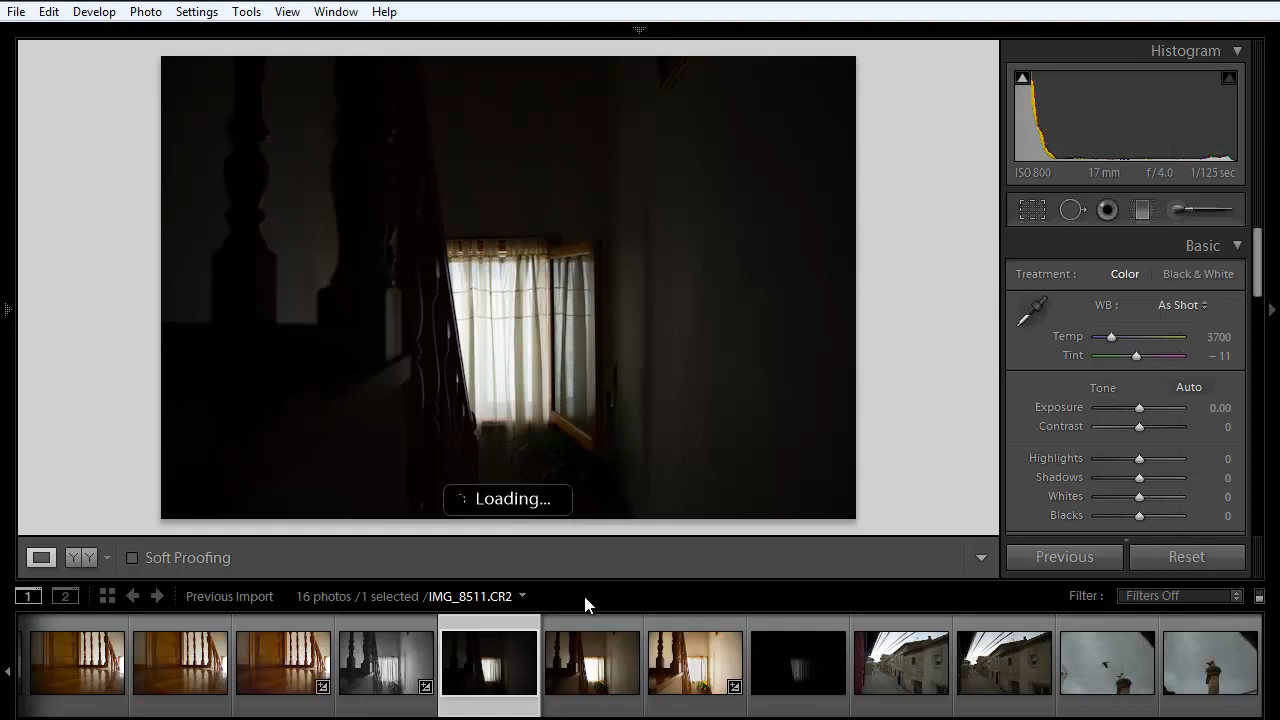 File Edit Develop Photo Settings Tools View Window Help
Histogram
ISO 800 17 mm f / 4.0 1/125 sec
Basic
Treatment : Color Black & White
WB : As Shot
Temp 3700
Tint – 11
Tone Auto
Exposure 0.00
Contrast 0
Highlights 0
Shadows 0
Whites 0
Blacks 0
Loading...
Y Y Soft Proofing
Previous Reset
1 2 Previous Import 16 photos / 1 selected / IMG_8511.CR2 Filter : Filters Off